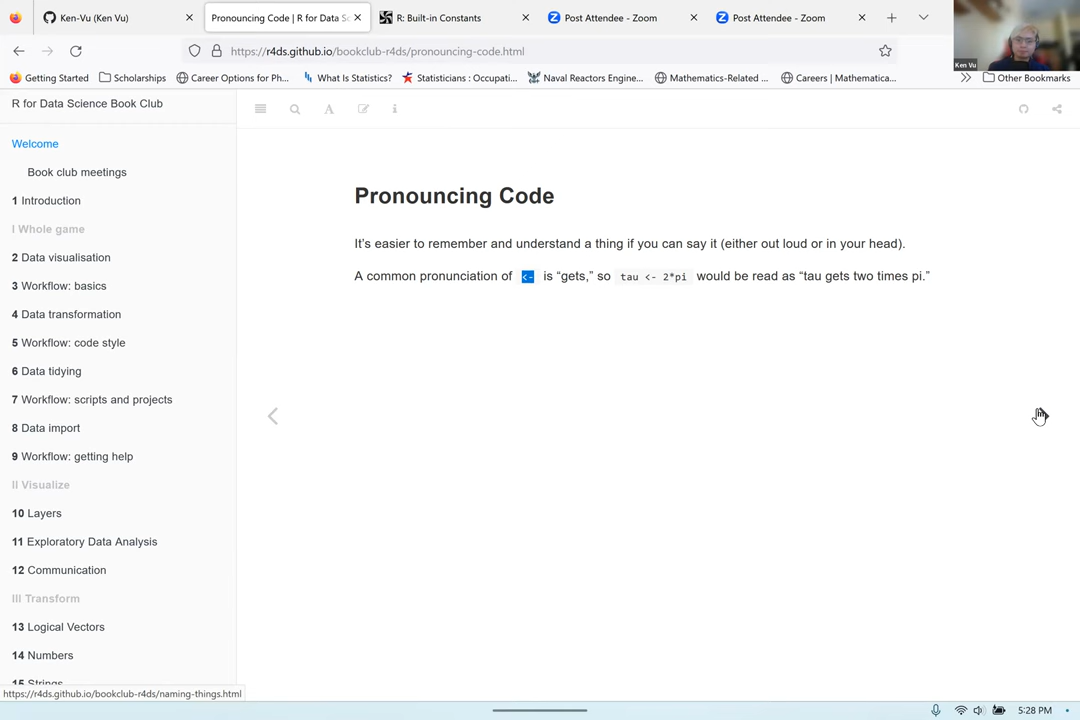 Ken-Vu (Ken Vu)
Pronouncing Code | R for Data Sc
R: Built-in Constants
Post Attendee - Zoom
Post Attendee - Zoom
https://r4ds.github.io/bookclub-r4ds/pronouncing-code.html
Ken Vu
Getting Started
Scholarships
Career Options for Ph...
What Is Statistics?
Statisticians : Occupati...
Naval Reactors Engine...
Mathematics-Related ...
Careers | Mathematica...
Other Bookmarks
R for Data Science Book Club
Welcome
Book club meetings
1 Introduction
I Whole game
2 Data visualisation
3 Workflow: basics
4 Data transformation
5 Workflow: code style
6 Data tidying
7 Workflow: scripts and projects
8 Data import
9 Workflow: getting help
II Visualize
10 Layers
11 Exploratory Data Analysis
12 Communication
III Transform
13 Logical Vectors
14 Numbers
15 Strings
Pronouncing Code
It’s easier to remember and understand a thing if you can say it (either out loud or in your head).
A common pronunciation of <- is “gets,” so tau <- 2*pi would be read as “tau gets two times pi.”
https://r4ds.github.io/bookclub-r4ds/naming-things.html
5:28 PM